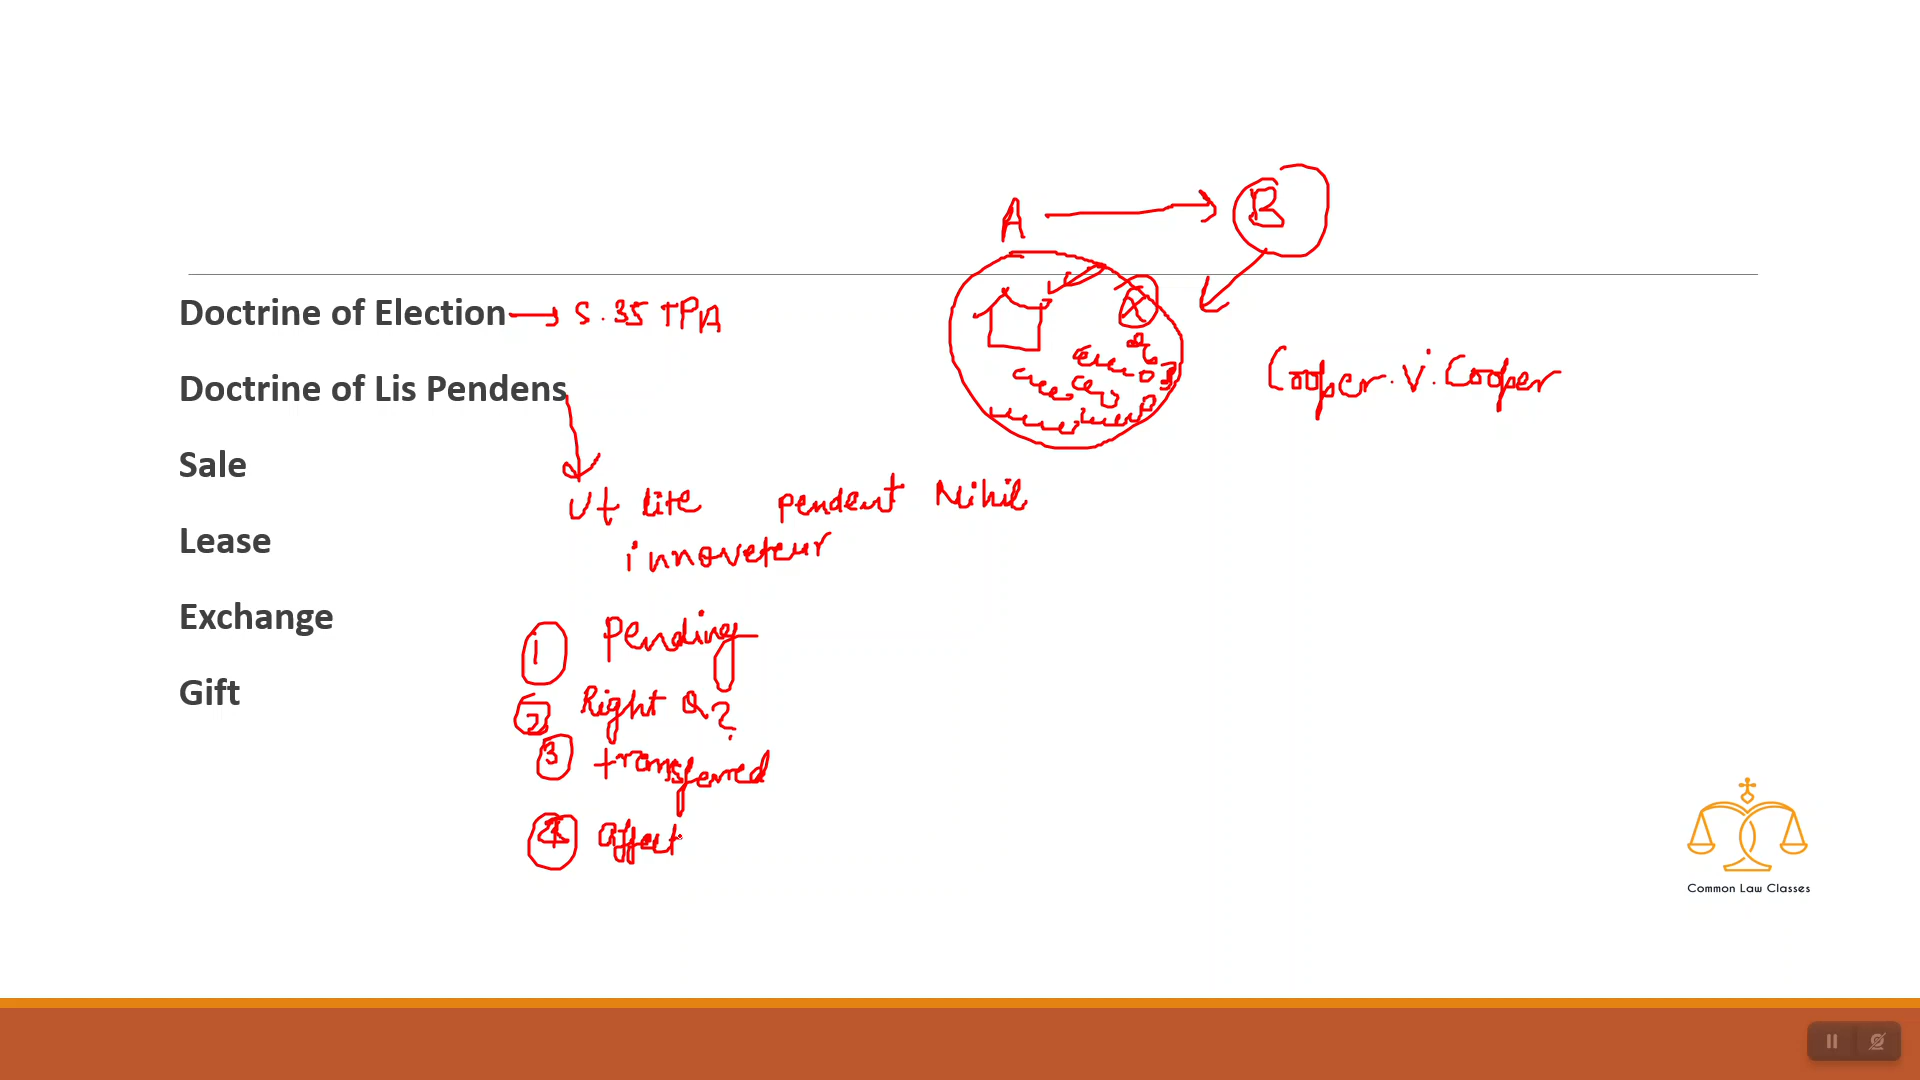 A → B
Doctrine of Election → S. 35 TPA
X
Cooper. V. Cooper
Doctrine of Lis Pendens
Sale
Ut lite pendent Nihil
innoveteur
Lease
Exchange
1 Pending
Gift
2 Right Q?
3 transferred
4 affect
Common Law Classes